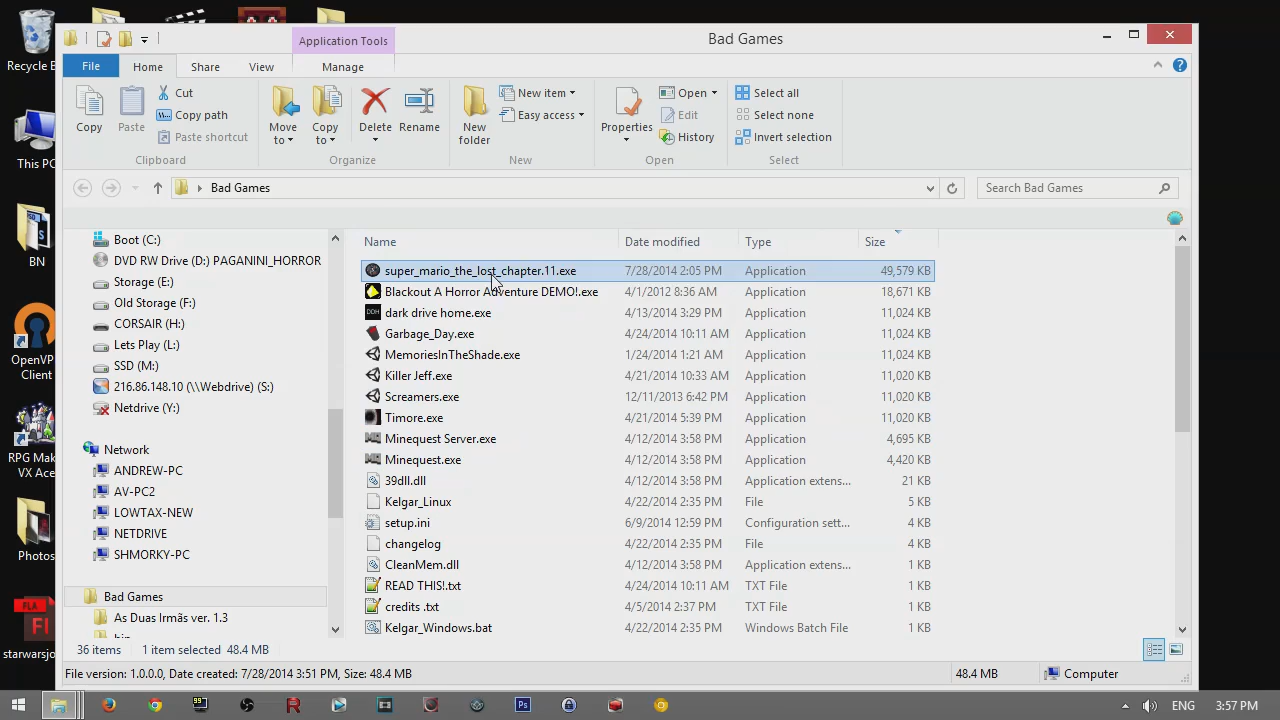 Recycle B
This PC
BN
OpenVP
Client
RPG Mak
VX Ace
Photos
FLA
Fl
starwarsjo
Application Tools
Bad Games
File
Home
Share
View
Manage
Copy
Paste
Cut
Copy path
Paste shortcut
Clipboard
Move
to
Copy
to
Delete
Rename
Organize
New
folder
New item
Easy access
New
Properties
Open
Edit
History
Open
Select all
Select none
Invert selection
Select
Bad Games
Search Bad Games
Boot (C:)
DVD RW Drive (D:) PAGANINI_HORROR
Storage (E:)
Old Storage (F:)
CORSAIR (H:)
Lets Play (L:)
SSD (M:)
216.86.148.10 (\\Webdrive) (S:)
Netdrive (Y:)
Network
ANDREW-PC
AV-PC2
LOWTAX-NEW
NETDRIVE
SHMORKY-PC
Bad Games
As Duas Irmãs ver. 1.3
Name Date modified Type Size
super_mario_the_lost_chapter.11.exe 7/28/2014 2:05 PM Application 49,579 KB
Blackout A Horror Adventure DEMO!.exe 4/1/2012 8:36 AM Application 18,671 KB
dark drive home.exe 4/13/2014 3:29 PM Application 11,024 KB
Garbage_Day.exe 4/24/2014 10:11 AM Application 11,024 KB
MemoriesInTheShade.exe 1/24/2014 1:21 AM Application 11,024 KB
Killer Jeff.exe 4/21/2014 10:33 AM Application 11,020 KB
Screamers.exe 12/11/2013 6:42 PM Application 11,020 KB
Timore.exe 4/21/2014 5:39 PM Application 11,020 KB
Minequest Server.exe 4/12/2014 3:58 PM Application 4,695 KB
Minequest.exe 4/12/2014 3:58 PM Application 4,420 KB
39dll.dll 4/12/2014 3:58 PM Application extens... 21 KB
Kelgar_Linux 4/22/2014 2:35 PM File 5 KB
setup.ini 6/9/2014 12:59 PM Configuration sett... 4 KB
changelog 4/22/2014 2:35 PM File 4 KB
CleanMem.dll 4/12/2014 3:58 PM Application extens... 1 KB
READ THIS!.txt 4/24/2014 10:11 AM TXT File 1 KB
credits .txt 4/5/2014 2:37 PM TXT File 1 KB
Kelgar_Windows.bat 4/22/2014 2:35 PM Windows Batch File 1 KB
36 items 1 item selected 48.4 MB
File version: 1.0.0.0, Date created: 7/28/2014 3:51 PM, Size: 48.4 MB
48.4 MB
Computer
Ps
ENG
3:57 PM